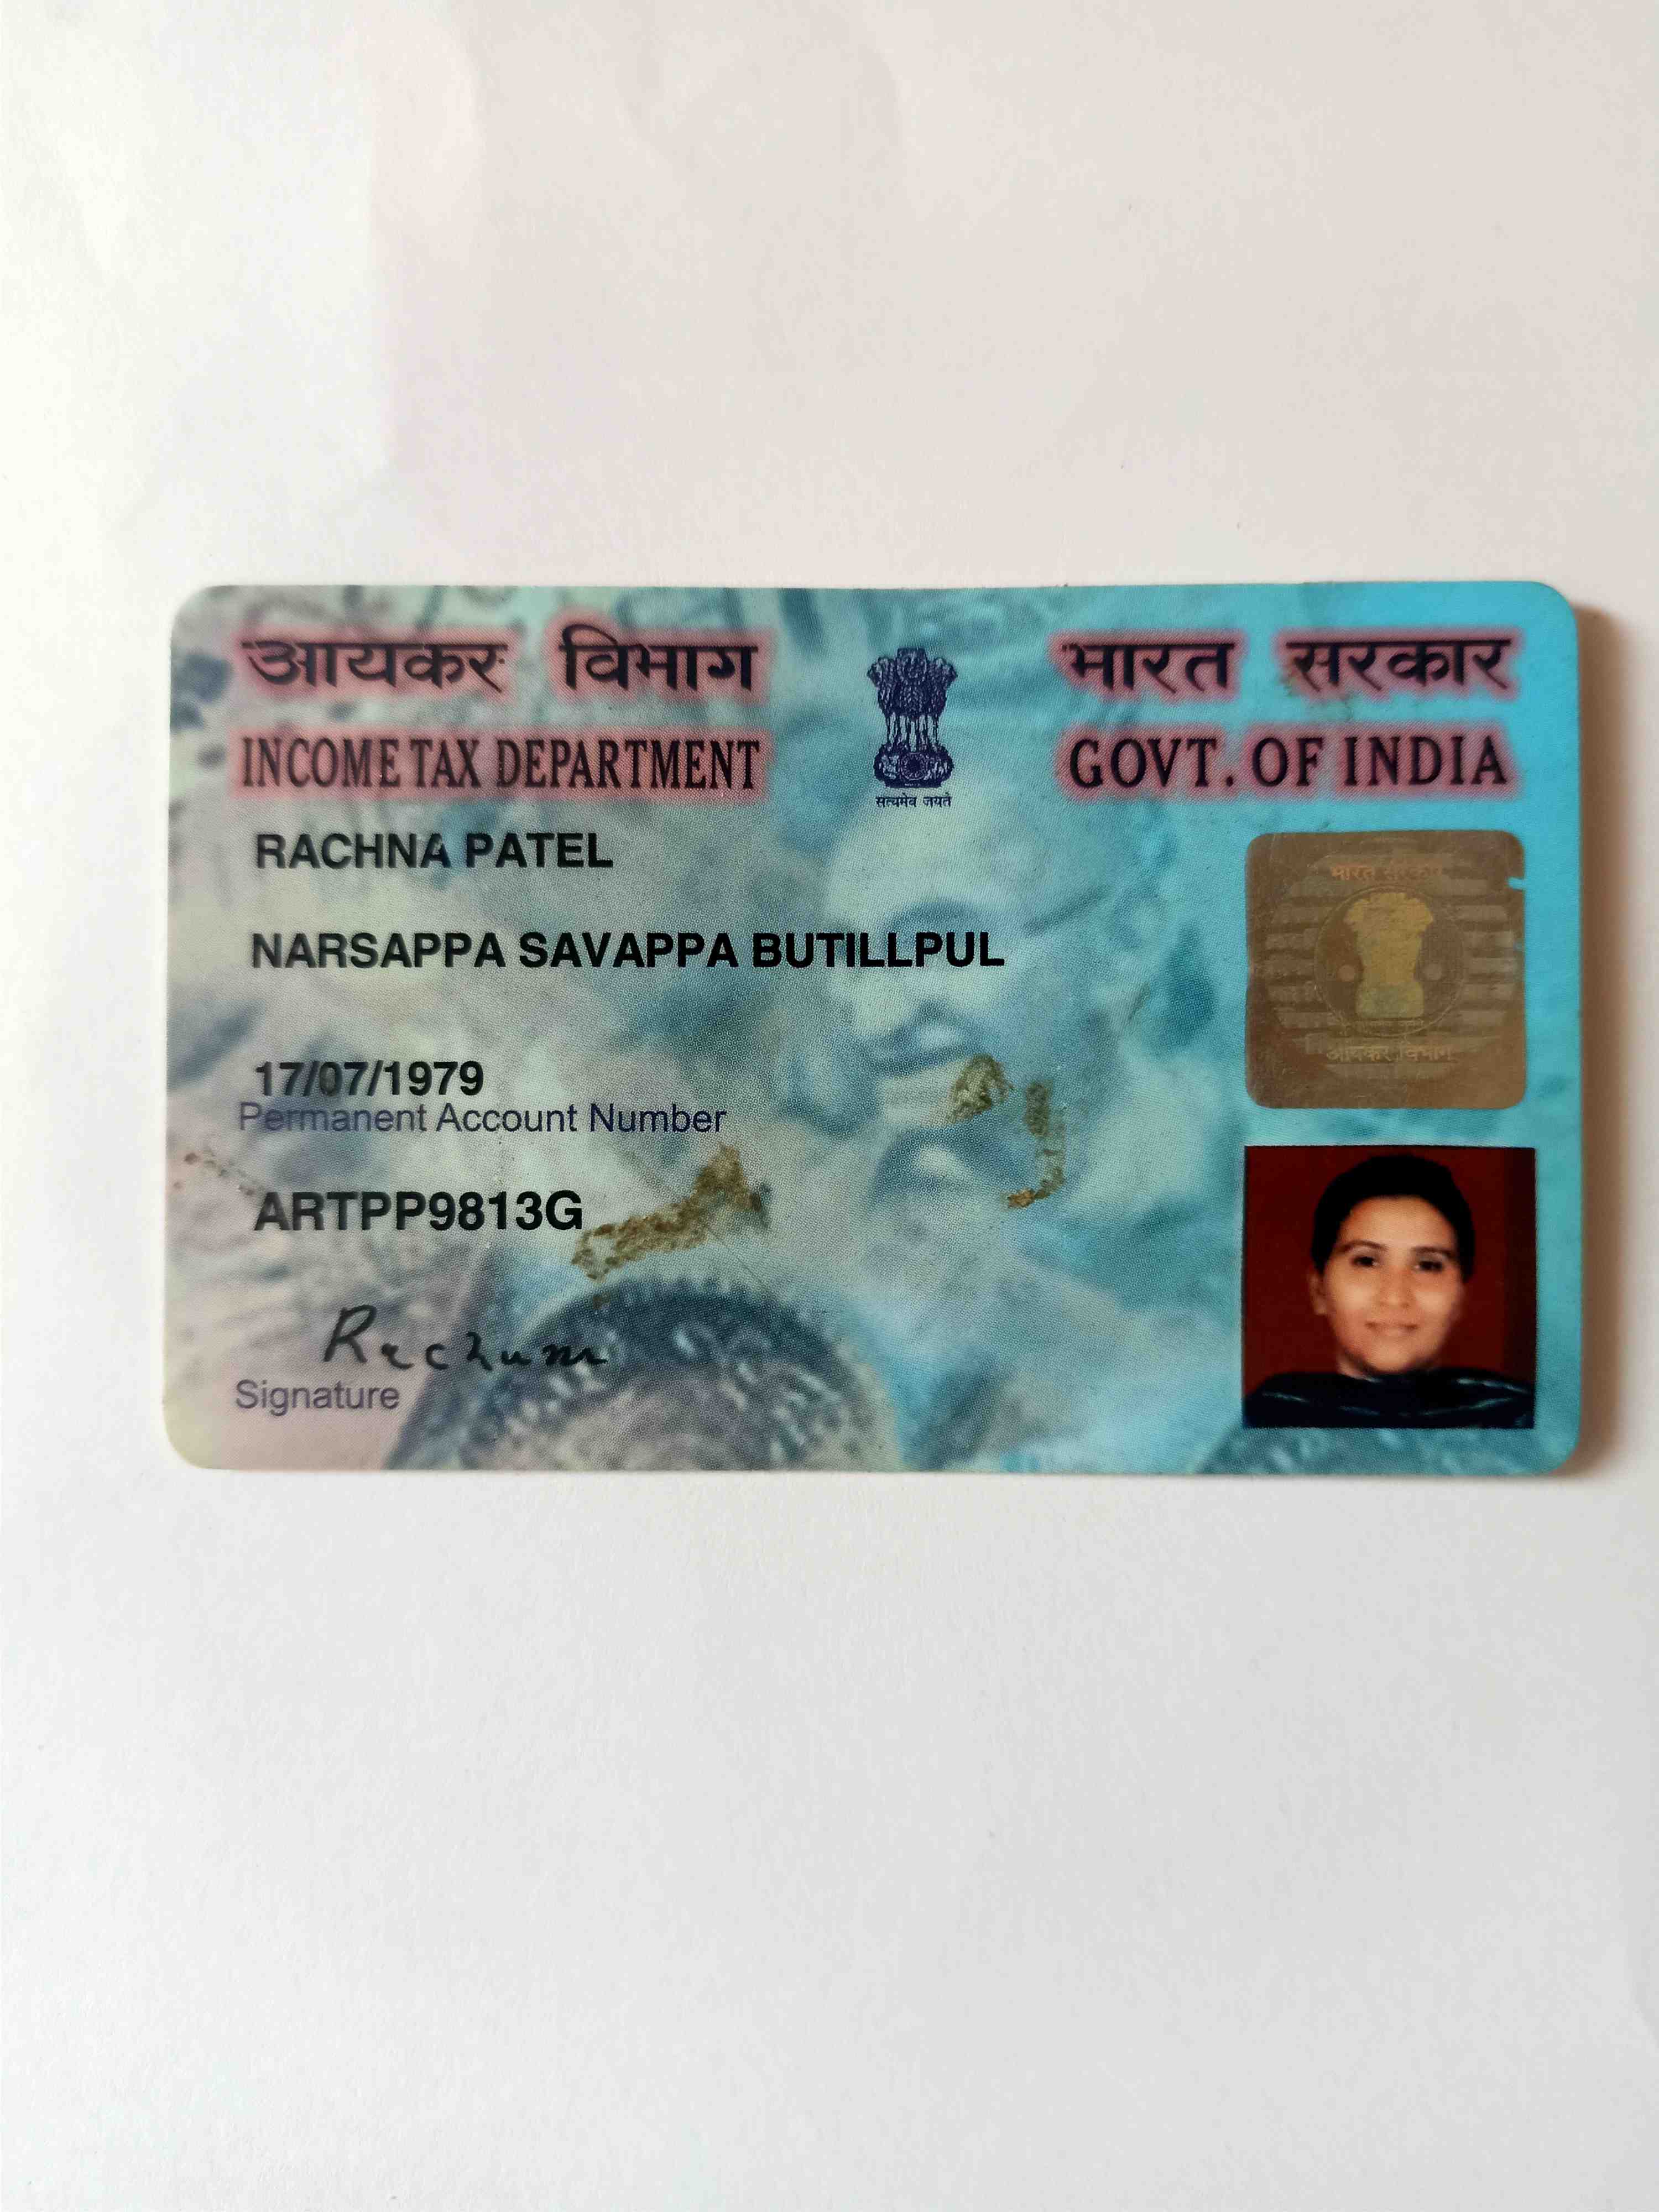 आयकर विभाग
भारत सरकार
INCOME TAX DEPARTMENT
GOVT. OF INDIA
सत्यमेव जयते
RACHNA PATEL
NARSAPPA SAVAPPA BUTILLPUL
17/07/1979
Permanent Account Number
ARTPP9813G
Signature
भारत सरकार
आयकर विभाग